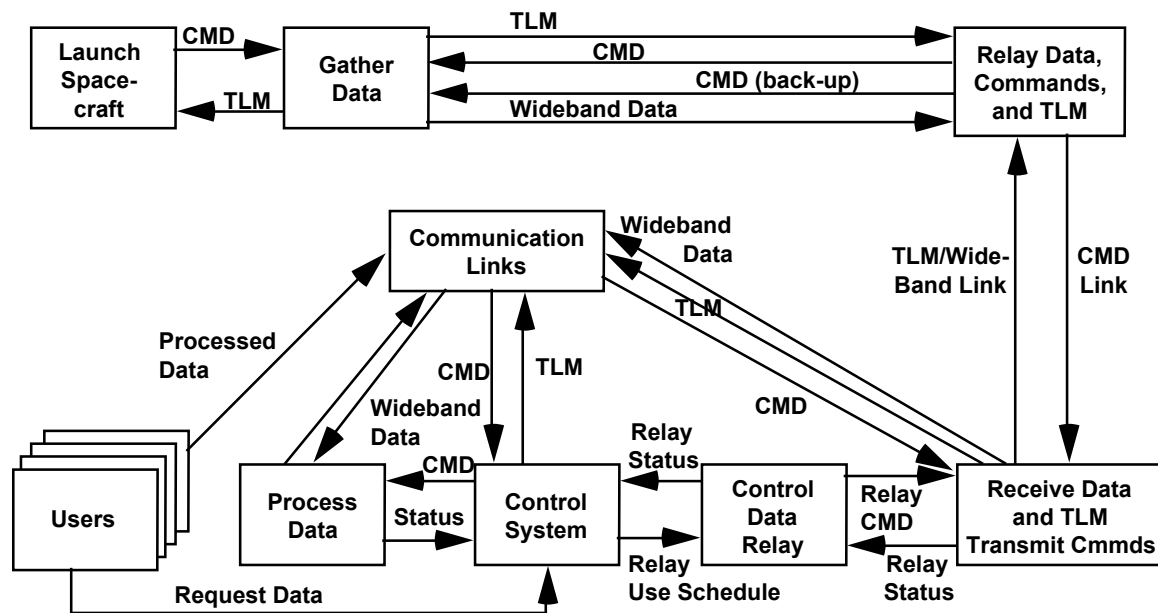 CMD
TLM
Launch
Space-
craft
Gather
Data
TLM
CMD
CMD (back-up)
Wideband Data
Relay Data,
Commands,
and TLM
Communication
Links
Wideband
Data
TLM
TLM/Wide-
Band Link
CMD
Link
Processed
Data
CMD
TLM
Wideband
Data
CMD
Users
Process
Data
CMD
Status
Control
System
Relay
Status
Relay
Use Schedule
Control
Data
Relay
Relay
CMD
Relay
Status
Receive Data
and TLM
Transmit Cmmds
Request Data